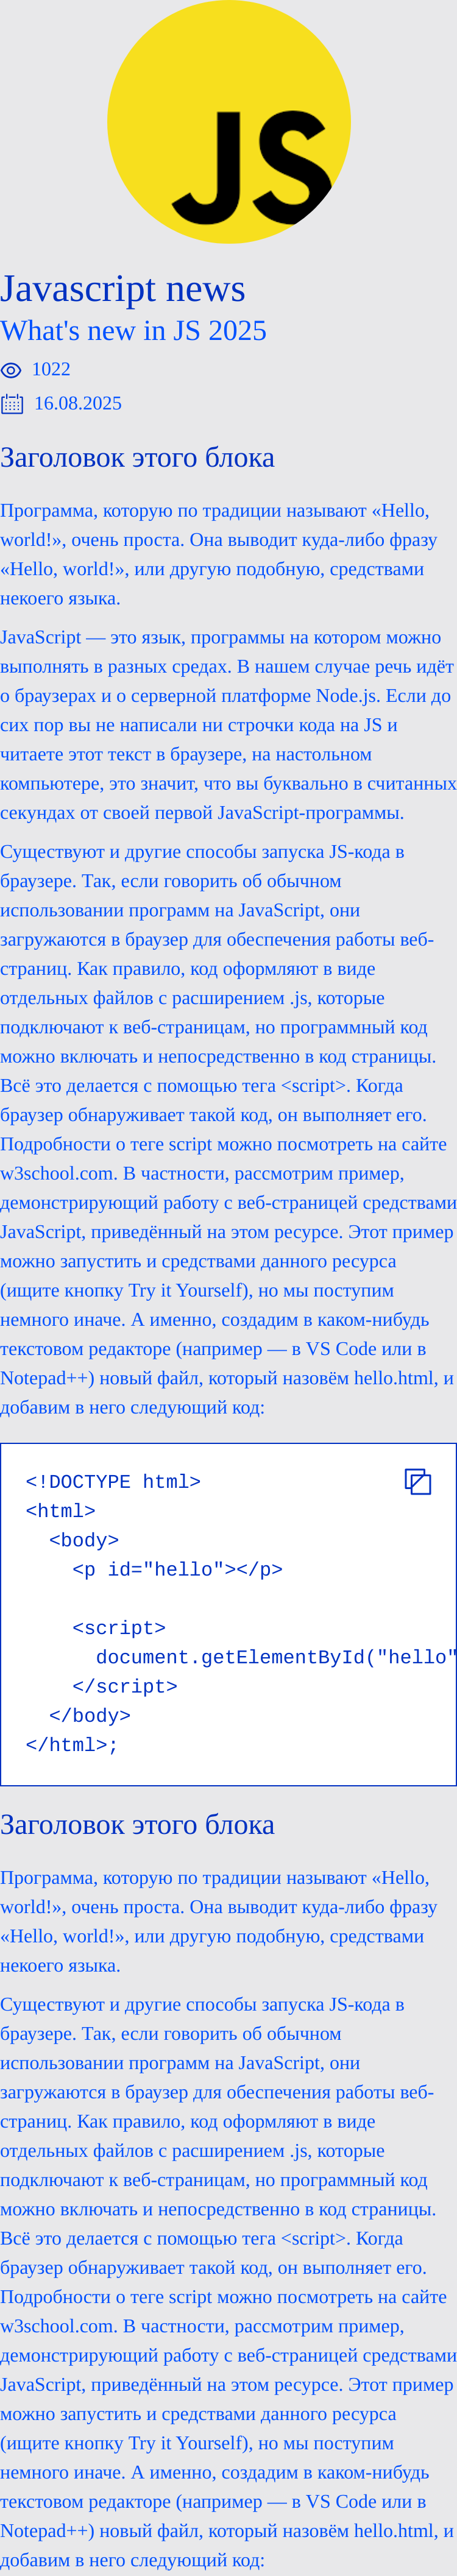 JS
Javascript news
What's new in JS 2025
1022
16.08.2025
Заголовок этого блока
Программа, которую по традиции называют «Hello,
world!», очень проста. Она выводит куда-либо фразу
«Hello, world!», или другую подобную, средствами
некоего языка.
JavaScript — это язык, программы на котором можно
выполнять в разных средах. В нашем случае речь идёт
о браузерах и о серверной платформе Node.js. Если до
сих пор вы не написали ни строчки кода на JS и
читаете этот текст в браузере, на настольном
компьютере, это значит, что вы буквально в считанных
секундах от своей первой JavaScript-программы.
Существуют и другие способы запуска JS-кода в
браузере. Так, если говорить об обычном
использовании программ на JavaScript, они
загружаются в браузер для обеспечения работы веб-
страниц. Как правило, код оформляют в виде
отдельных файлов с расширением .js, которые
подключают к веб-страницам, но программный код
можно включать и непосредственно в код страницы.
Всё это делается с помощью тега <script>. Когда
браузер обнаруживает такой код, он выполняет его.
Подробности о теге script можно посмотреть на сайте
w3school.com. В частности, рассмотрим пример,
демонстрирующий работу с веб-страницей средствами
JavaScript, приведённый на этом ресурсе. Этот пример
можно запустить и средствами данного ресурса
(ищите кнопку Try it Yourself), но мы поступим
немного иначе. А именно, создадим в каком-нибудь
текстовом редакторе (например — в VS Code или в
Notepad++) новый файл, который назовём hello.html, и
добавим в него следующий код:
<!DOCTYPE html>
<html>
  <body>
    <p id="hello"></p>
    <script>
      document.getElementById("hello"
    </script>
  </body>
</html>;
Заголовок этого блока
Программа, которую по традиции называют «Hello,
world!», очень проста. Она выводит куда-либо фразу
«Hello, world!», или другую подобную, средствами
некоего языка.
Существуют и другие способы запуска JS-кода в
браузере. Так, если говорить об обычном
использовании программ на JavaScript, они
загружаются в браузер для обеспечения работы веб-
страниц. Как правило, код оформляют в виде
отдельных файлов с расширением .js, которые
подключают к веб-страницам, но программный код
можно включать и непосредственно в код страницы.
Всё это делается с помощью тега <script>. Когда
браузер обнаруживает такой код, он выполняет его.
Подробности о теге script можно посмотреть на сайте
w3school.com. В частности, рассмотрим пример,
демонстрирующий работу с веб-страницей средствами
JavaScript, приведённый на этом ресурсе. Этот пример
можно запустить и средствами данного ресурса
(ищите кнопку Try it Yourself), но мы поступим
немного иначе. А именно, создадим в каком-нибудь
текстовом редакторе (например — в VS Code или в
Notepad++) новый файл, который назовём hello.html, и
добавим в него следующий код: